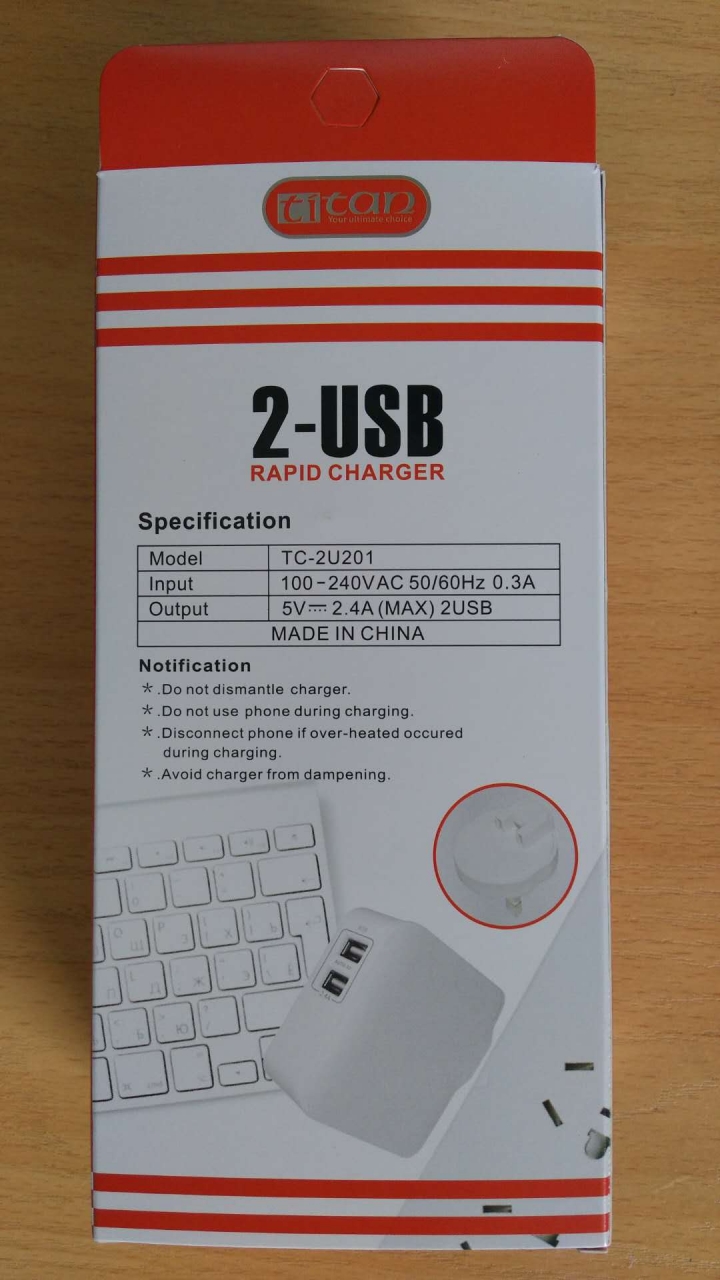 titan
Your ultimate choice
2-USB
RAPID CHARGER
Specification
Model TC-2U201
Input 100-240VAC 50/60Hz 0.3A
Output 5V⎓ 2.4A (MAX) 2USB
MADE IN CHINA
Notification
*.Do not dismantle charger.
*.Do not use phone during charging.
*.Disconnect phone if over-heated occured
during charging.
*.Avoid charger from dampening.